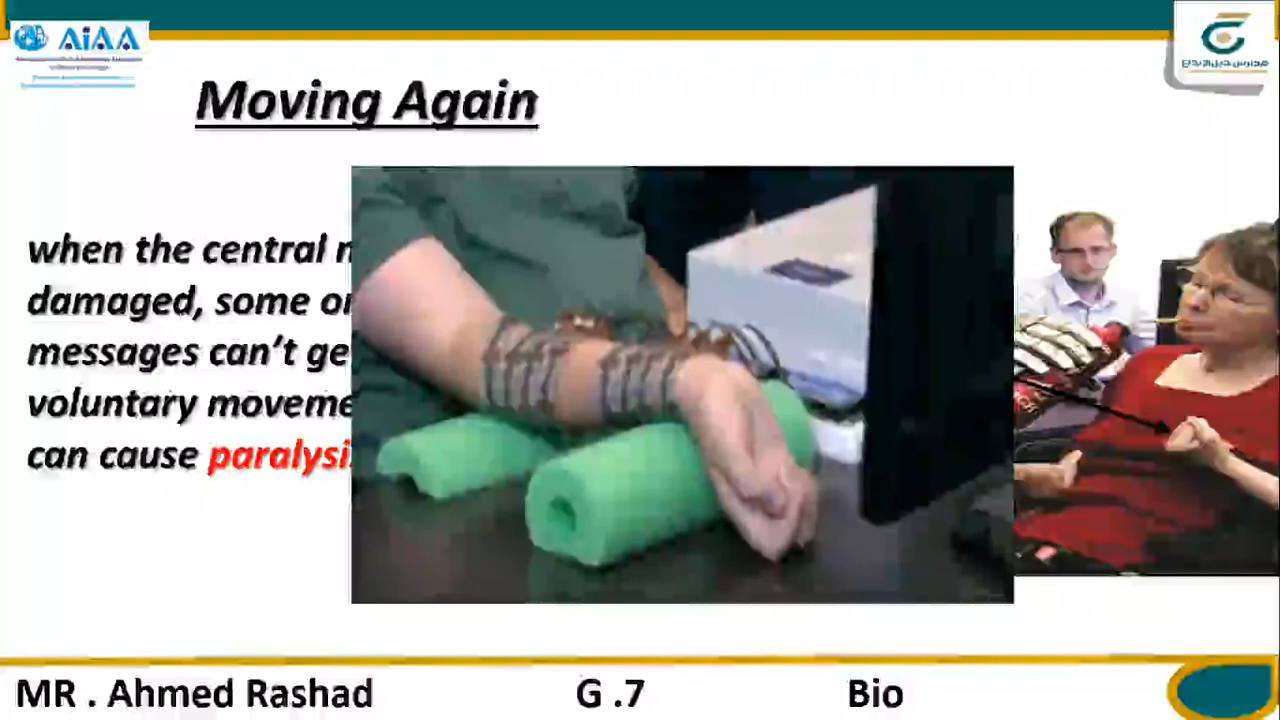 AiAA
Moving Again
when the central n
damaged, some or
messages can't ge
voluntary moveme
can cause paralysi
MR . Ahmed Rashad G .7 Bio